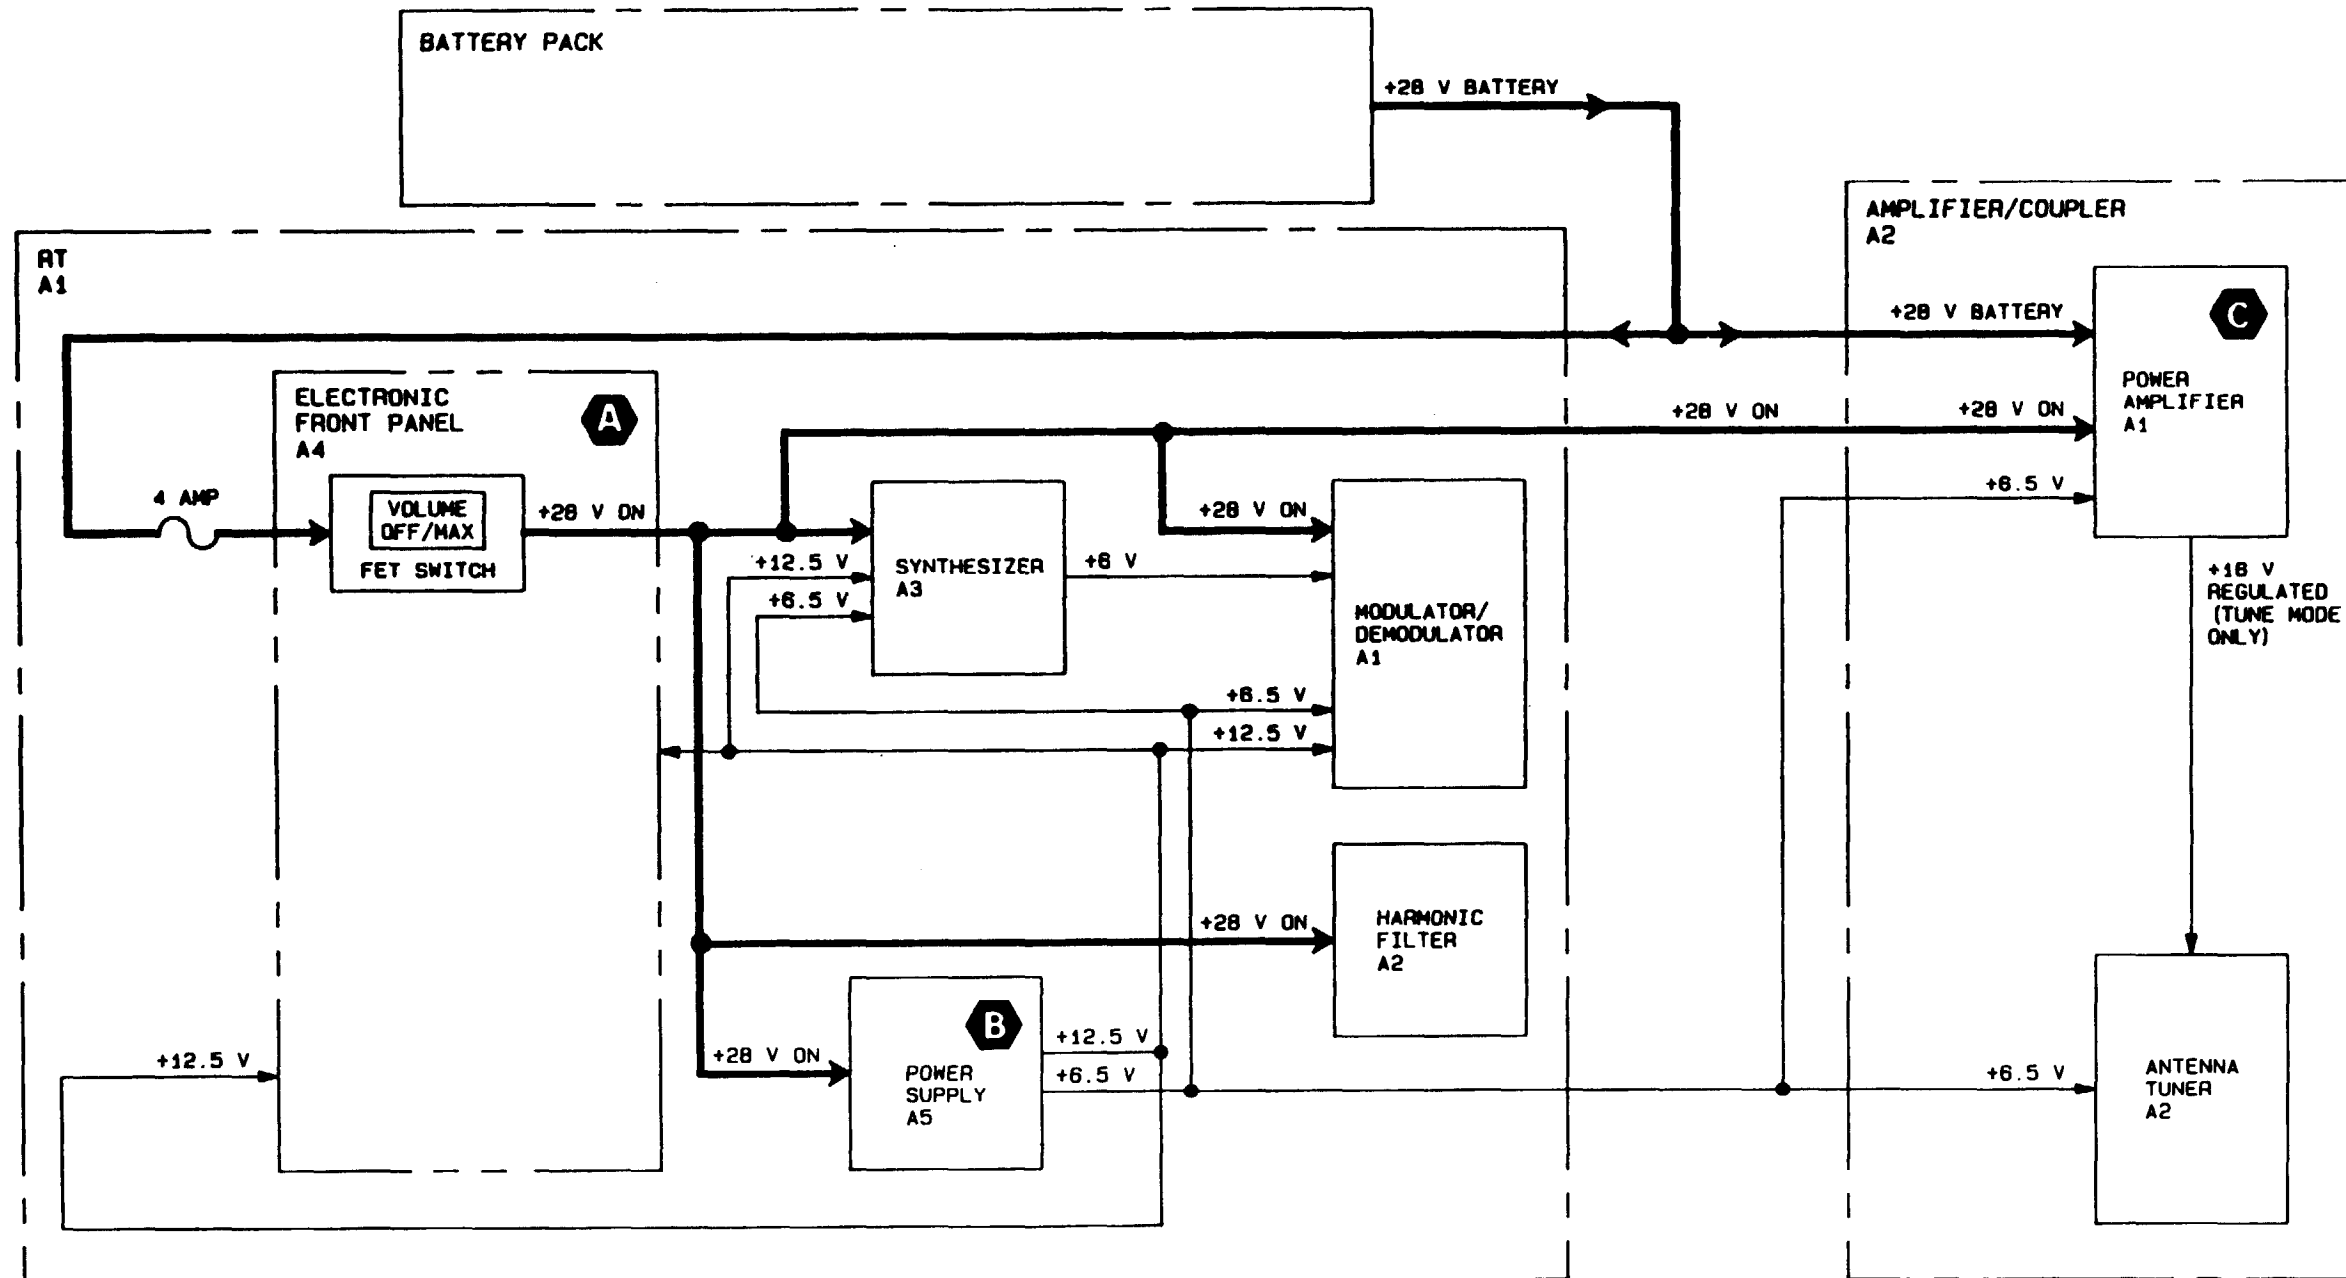 BATTERY PACK
+28 V BATTERY
AMPLIFIER/COUPLER
A2
RT
A1
+28 V BATTERY
C
POWER
AMPLIFIER
A1
ELECTRONIC
FRONT PANEL
A4
A
+28 V ON
+28 V ON
4 AMP
VOLUME
OFF/MAX
FET SWITCH
+28 V ON
+28 V ON
+6.5 V
+12.5 V
+6.5 V
SYNTHESIZER
A3
+6 V
MODULATOR/
DEMODULATOR
A1
+16 V
REGULATED
(TUNE MODE
ONLY)
+6.5 V
+12.5 V
+28 V ON
HARMONIC
FILTER
A2
B
+12.5 V
+28 V ON
POWER
SUPPLY
A5
+12.5 V
+6.5 V
+6.5 V
ANTENNA
TUNER
A2